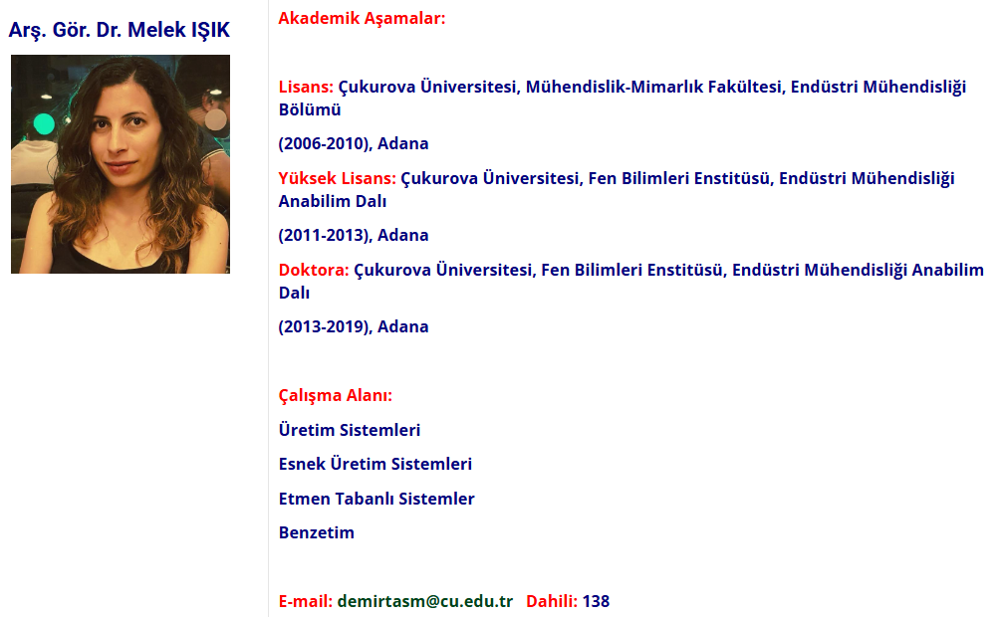 Arş. Gör. Dr. Melek IŞIK
Akademik Aşamalar:
Lisans: Çukurova Üniversitesi, Mühendislik-Mimarlık Fakültesi, Endüstri Mühendisliği
Bölümü
(2006-2010), Adana
Yüksek Lisans: Çukurova Üniversitesi, Fen Bilimleri Enstitüsü, Endüstri Mühendisliği
Anabilim Dalı
(2011-2013), Adana
Doktora: Çukurova Üniversitesi, Fen Bilimleri Enstitüsü, Endüstri Mühendisliği Anabilim
Dalı
(2013-2019), Adana
Çalışma Alanı:
Üretim Sistemleri
Esnek Üretim Sistemleri
Etmen Tabanlı Sistemler
Benzetim
E-mail: demirtasm@cu.edu.tr Dahili: 138